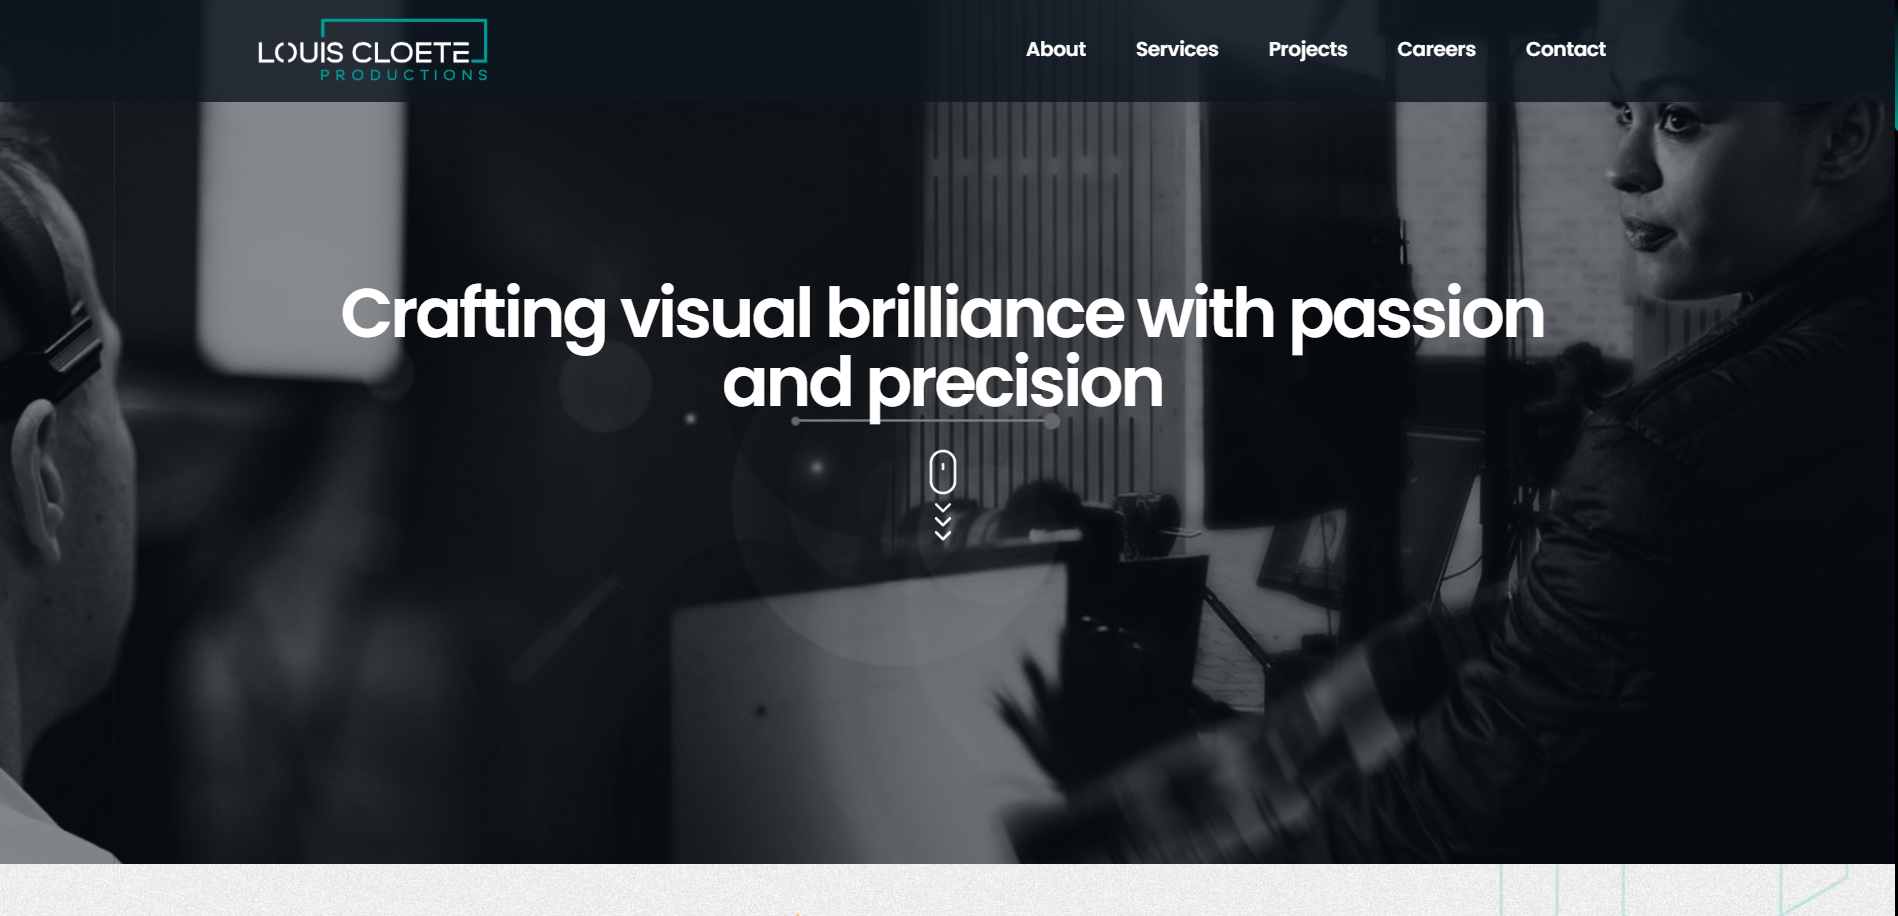 LOUIS CLOETE
PRODUCTIONS
About Services Projects Careers Contact
Crafting visual brilliance with passion
and precision